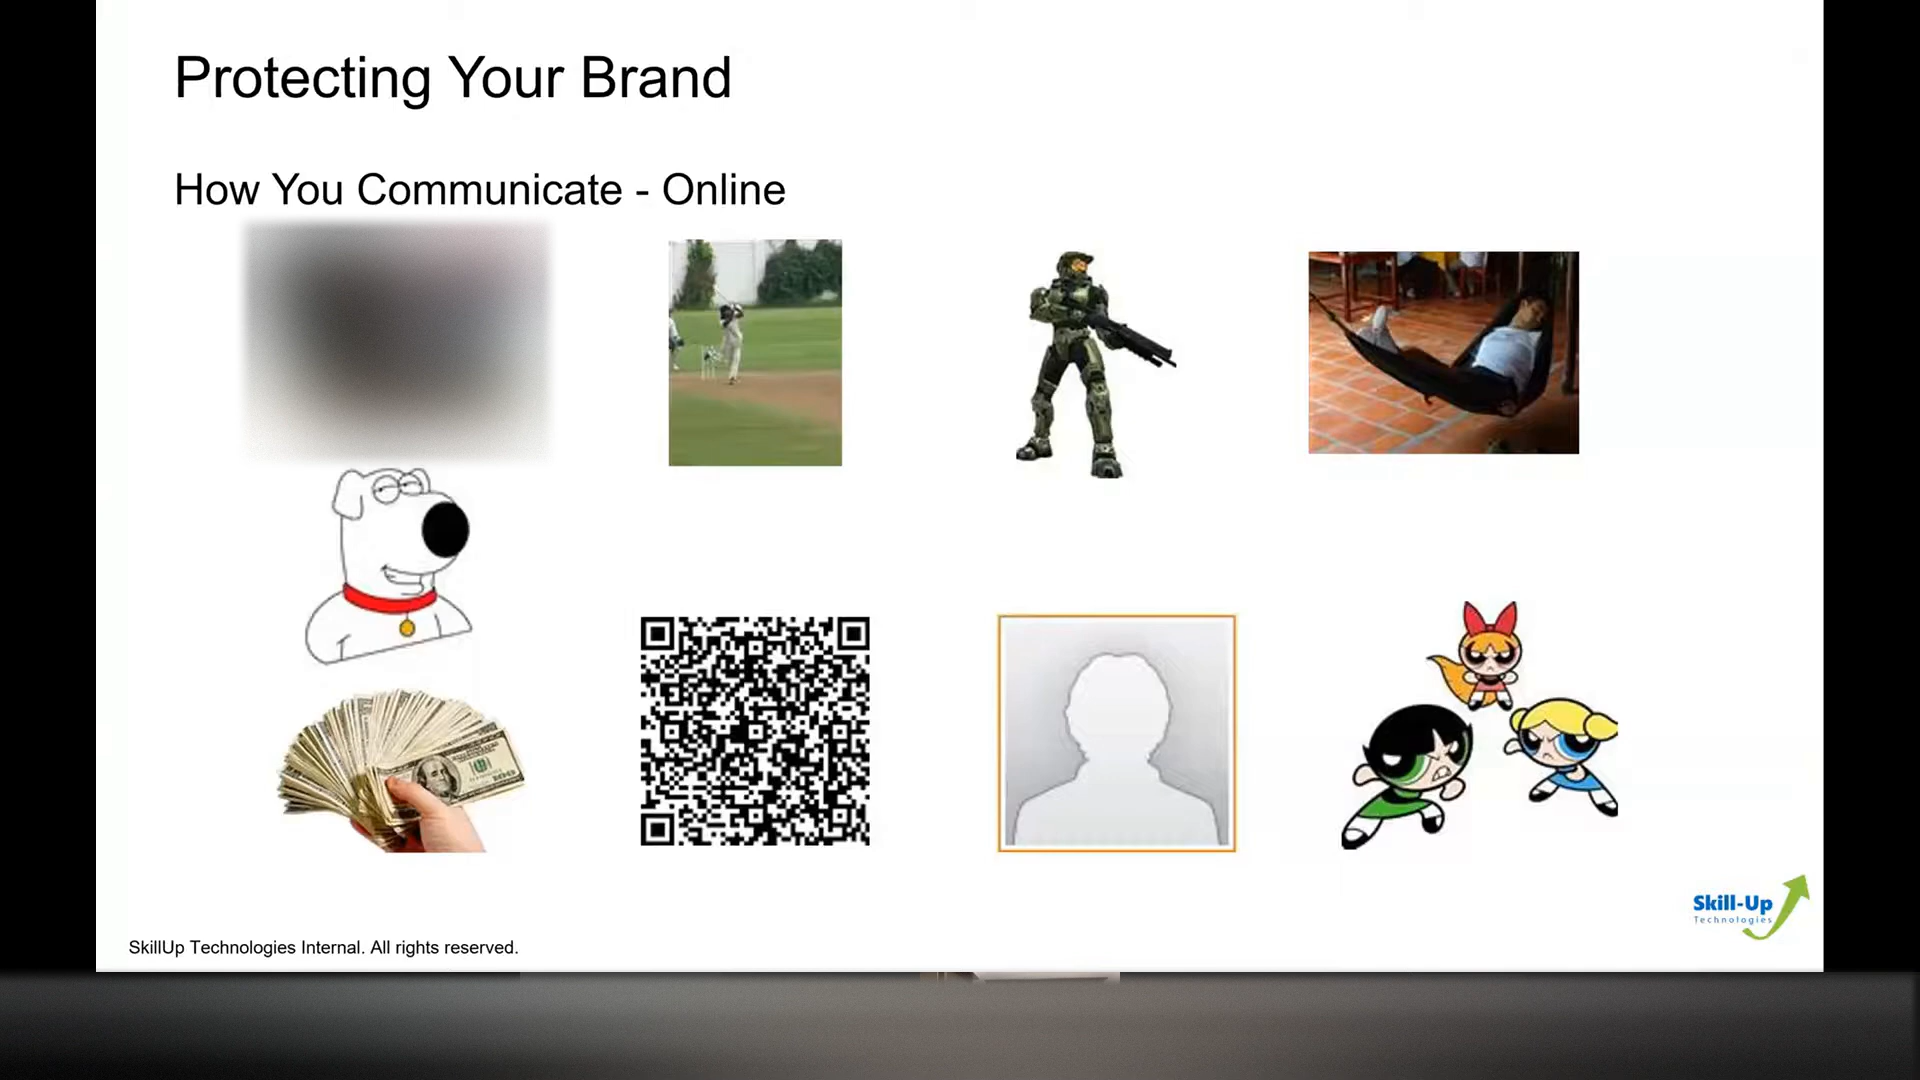 Protecting Your Brand
How You Communicate - Online
Skill-Up
Technologies
SkillUp Technologies Internal. All rights reserved.